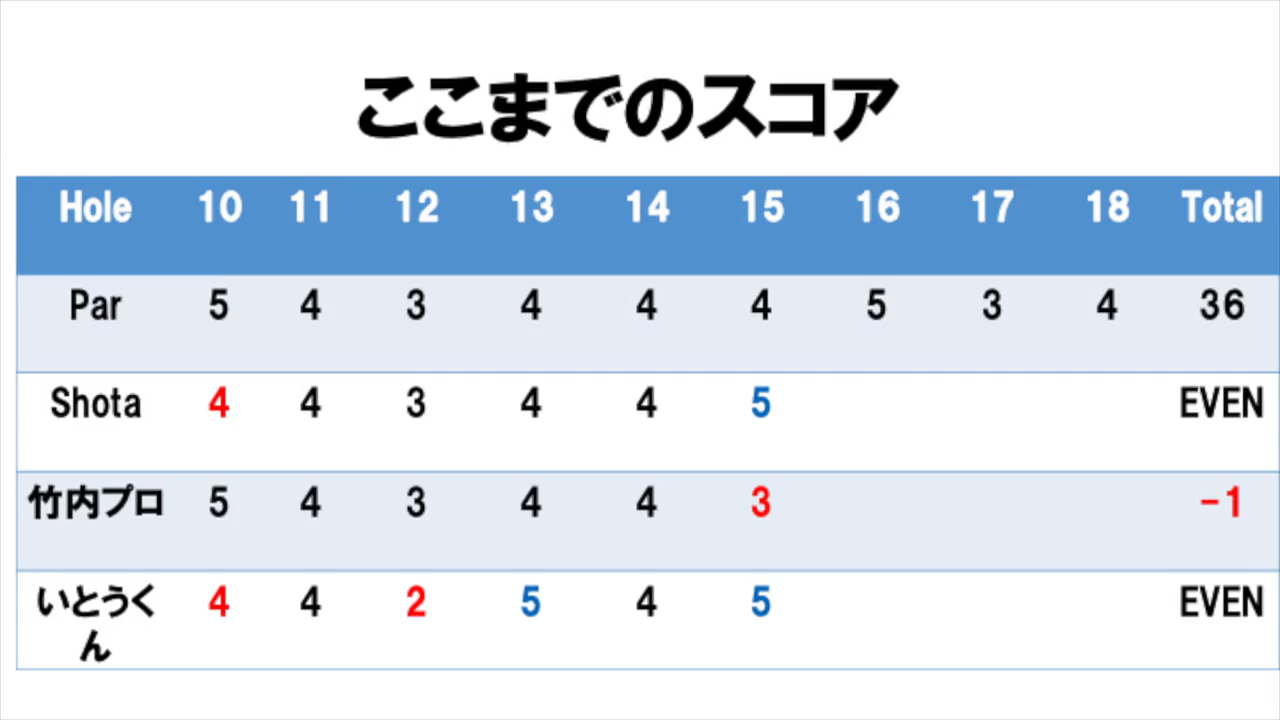 ここまでのスコア
Hole 10 11 12 13 14 15 16 17 18 Total
Par 5 4 3 4 4 4 5 3 4 36
Shota 4 4 3 4 4 5 EVEN
竹内プロ 5 4 3 4 4 3 -1
いとうく 4 4 2 5 4 5 EVEN
ん